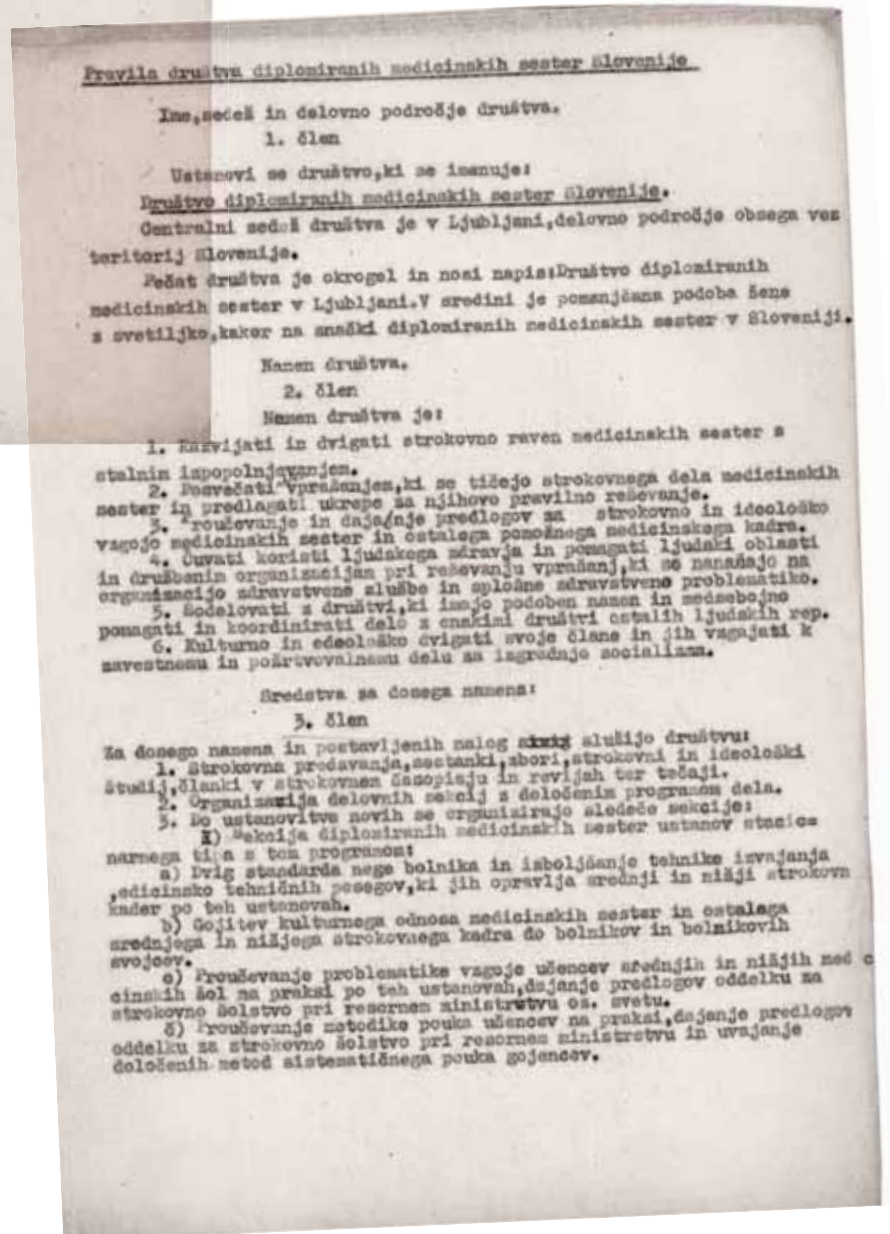 Pravila društva diplomiranih medicinskih sester Slovenije
Ime,sedež in delovno področje društva.
1. člen
Ustanovi se društvo,ki se imenuje:
Društvo diplomiranih medicinskih sester Slovenije.
Centralni sedež društva je v Ljubljani,delovno področje obsega ves
teritorij Slovenije.
Pečat društva je okrogel in nosi napis:Društvo diplomiranih
medicinskih sester v Ljubljani.V sredini je pomanjšana podoba žene
s svetiljko,kakor na znački diplomiranih medicinskih sester v Sloveniji.
Namen društva.
2. člen
Namen društva je:
1. Razvijati in dvigati strokovno raven medicinskih sester s
stalnim izpopolnjevanjem.
2. Posvečati vprašanjem,ki se tičejo strokovnega dela medicinskih
sester in predlagati ukrepe za njihovo pravilno reševanje.
3. Proučevanje in dajanje predlogov za strokovno in ideološko
vzgojo medicinskih sester in ostalega pomožnega medicinskega kadra.
4. Čuvati koristi ljudskega zdravja in pomagati ljudski oblasti
in družbenim organizacijam pri reševanju vprašanj,ki se nanašajo na
organizacijo zdravstvene službe in splošne zdravstvene problematike.
5. Sodelovati z društvi,ki imajo podoben namen in medsebojno
pomagati in koordinirati delo z enakimi društvi ostalih ljudskih rep.
6. Kulturno in edeološko dvigati svoje člane in jih vzgajati k
zavestnemu in požrtvovalnemu delu za izgradnjo socializma.
Sredstva za dosego namena:
3. člen
Za dosego namena in postavljenih nalog služijo društvu:
1. Strokovna predavanja,sestanki,zbori,strokovni in ideološki
študij,članki v strokovnem časopisju in revijah ter tečaji.
2. Organizacija delovnih sekcij z določenim programom dela.
3. Do ustanovitve novih se organizirajo sledeče sekcije:
I) Sekcija diplomiranih medicinskih sester ustanov stacio=
narnega tipa s tem programom:
a) Dvig standarda nege bolnika in izboljšanje tehnike izvajanja
,edicinsko tehničnih posegov,ki jih opravlja srednji in nižji strokovn
kader po teh ustanovah.
b) Gojitev kulturnega odnosa medicinskih sester in ostalega
srednjega in nižjega strokovnega kadra do bolnikov in bolnikovih
svojcev.
c) Proučevanje problematike vzgoje učencev srednjih in nižjih med c
cinskih šol na praksi po teh ustanovah,dajanje predlogov oddelku za
strokovno šolstvo pri resornem ministrstvu oz. svetu.
č) Proučevanje metodike pouka učencev na praksi,dajenje predlogov
oddelku za strokovno šolstvo pri resornem ministrstvu in uvajanje
določenih metod sistematičnega pouka gojencev.